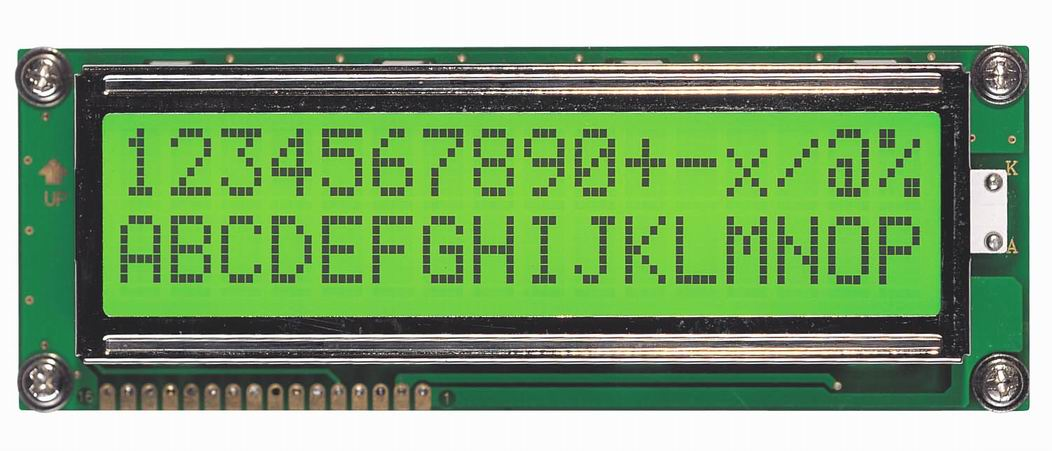 1234567890+-x/@%
ABCDEFGHIJKLMNOP
UP
K
A
16
1